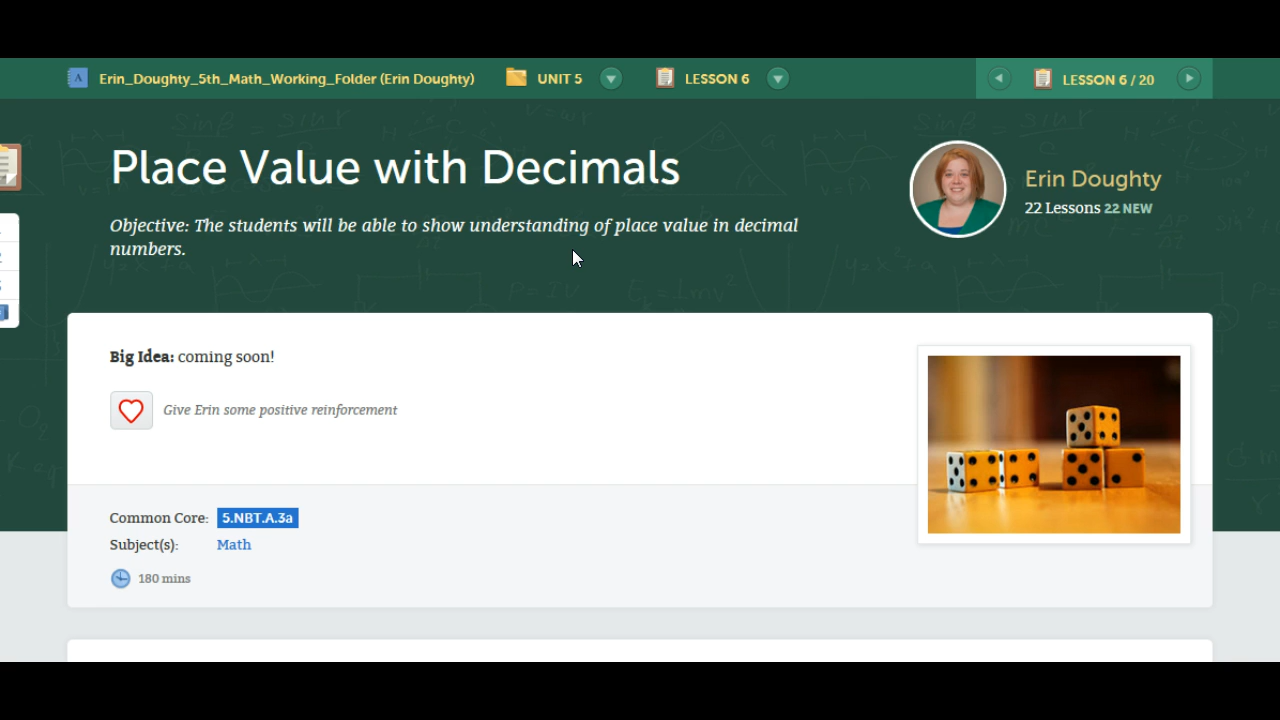 Erin_Doughty_5th_Math_Working_Folder (Erin Doughty) UNIT 5 LESSON 6 LESSON 6 / 20
Place Value with Decimals
Objective: The students will be able to show understanding of place value in decimal
numbers.
Erin Doughty
22 Lessons 22 NEW
Big Idea: coming soon!
Give Erin some positive reinforcement
Common Core: 5.NBT.A.3a
Subject(s): Math
180 mins